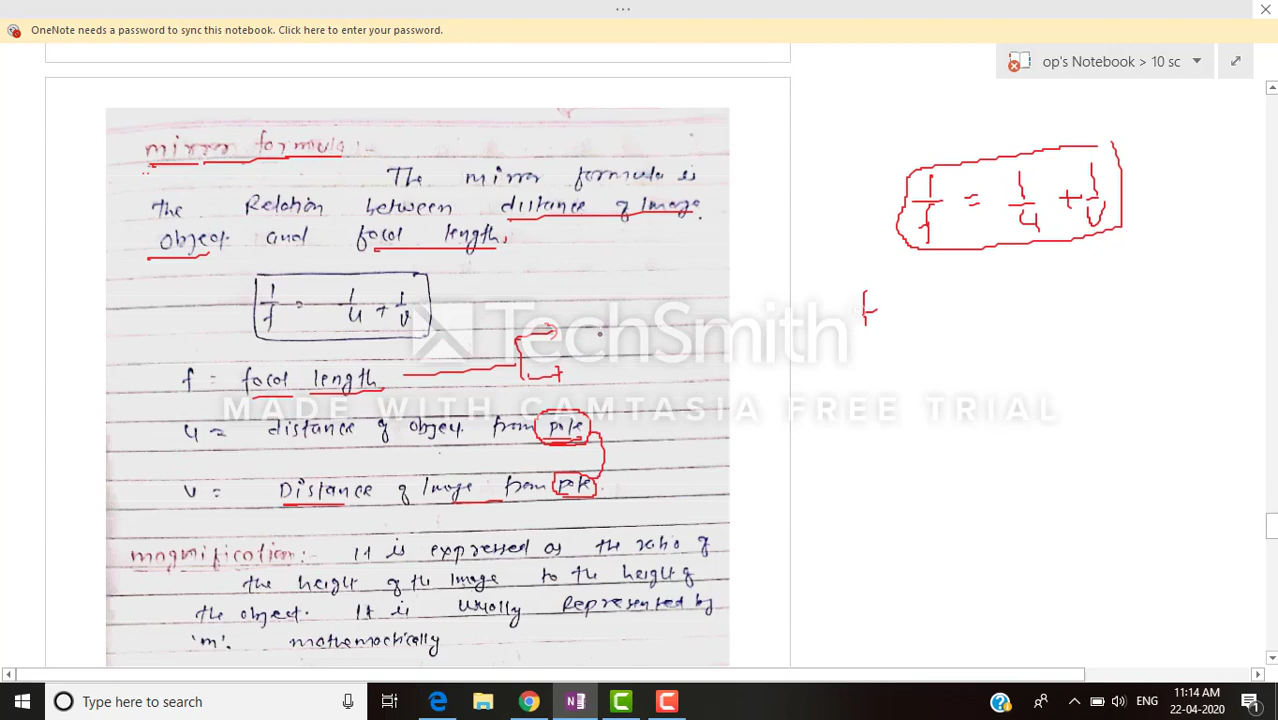 OneNote needs a password to sync this notebook. Click here to enter your password.
op's Notebook > 10 sc
mirror formula:
The mirror formula is
the Relation between distance of Image
object and focal length,
1/f = 1/u + 1/v
f = focal length
u = distance of object from pole
v = Distance of Image from pole
magnification:- It is expressed as the ratio of
the height of the Image to the height of
the object. It is usually Represented by
'm'. mathematically
1/f = 1/u + 1/v
f
TechSmith
MADE WITH CAMTASIA FREE TRIAL
Type here to search
ENG
11:14 AM
22-04-2020
1